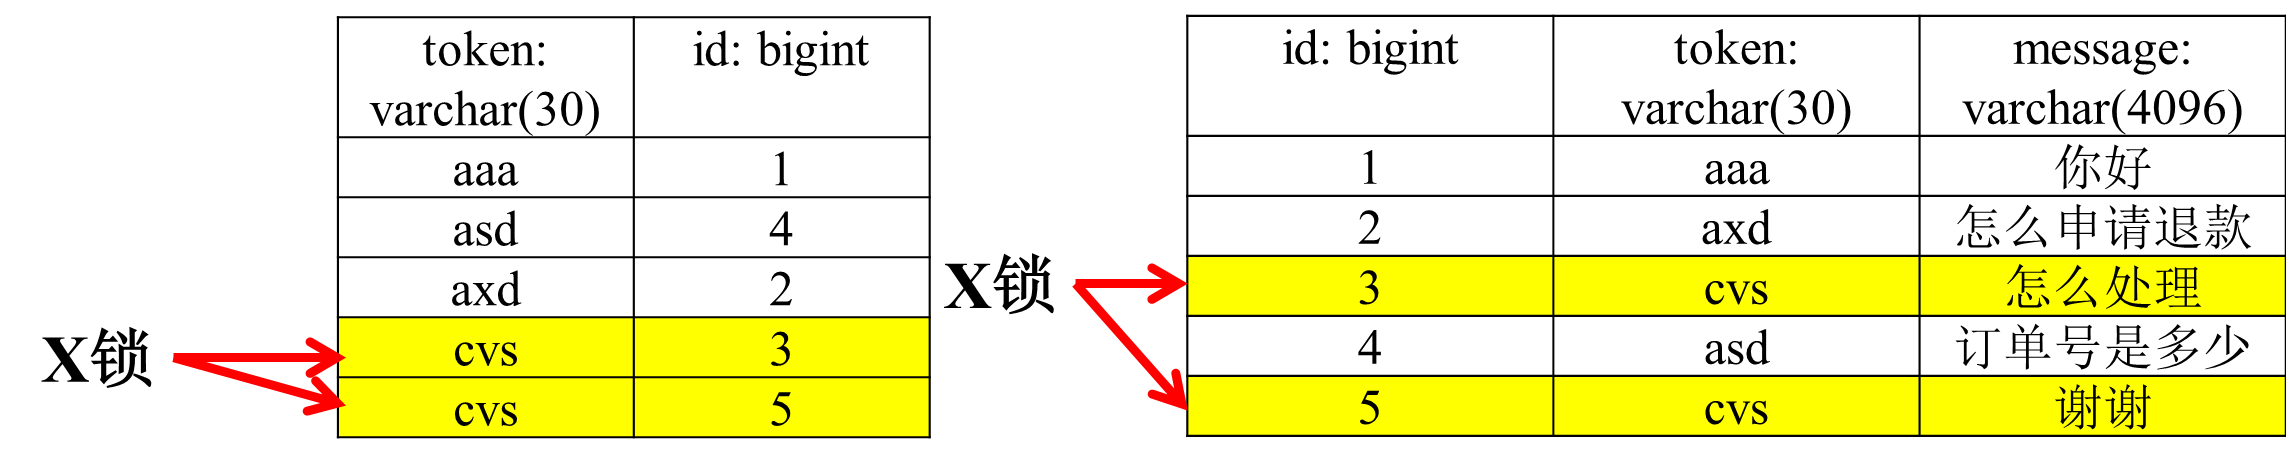 token: varchar(30) id: bigint
aaa 1
asd 4
axd 2
X锁
cvs 3
cvs 5
id: bigint token: varchar(30) message: varchar(4096)
1 aaa 你好
2 axd 怎么申请退款
X锁
3 cvs 怎么处理
4 asd 订单号是多少
5 cvs 谢谢